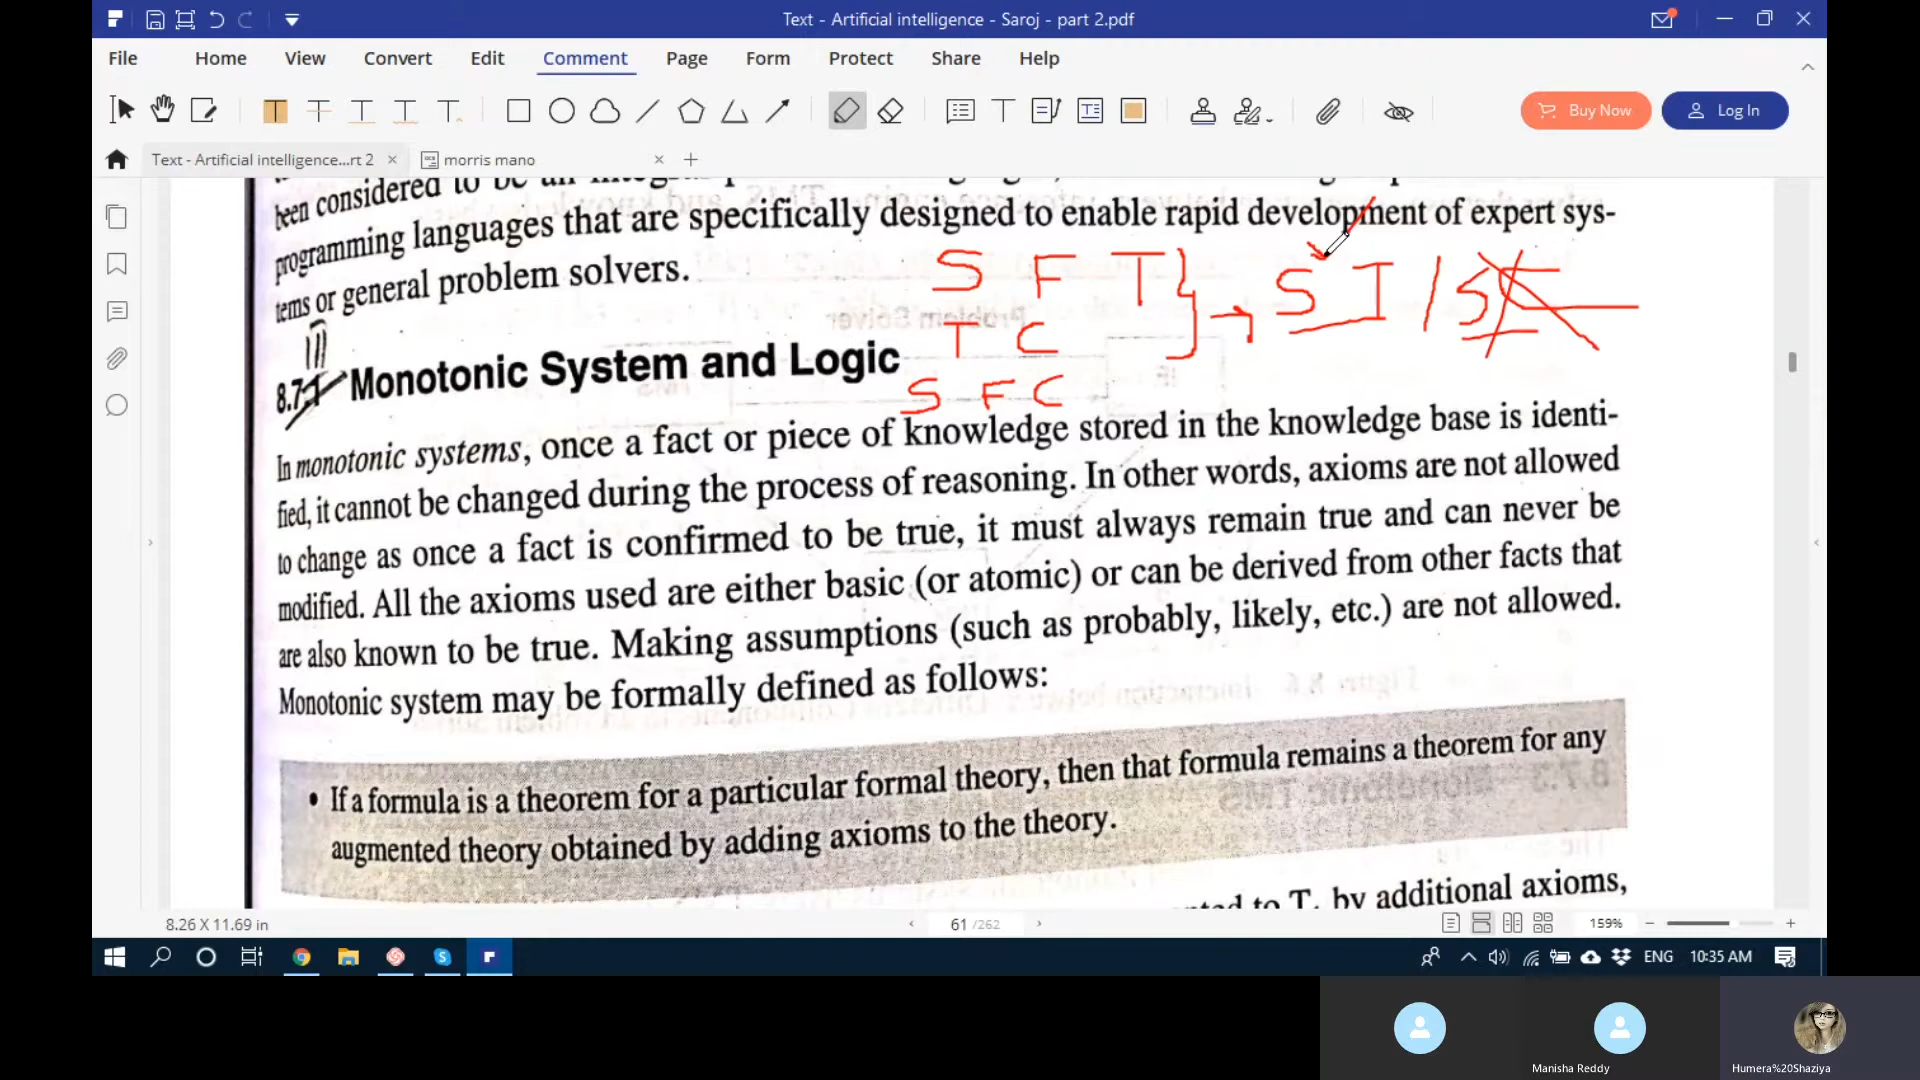 Text - Artificial intelligence - Saroj - part 2.pdf
File Home View Convert Edit Comment Page Form Protect Share Help
Buy Now Log In
Text - Artificial intelligence...rt 2 morris mano
been considered to be an
programming languages that are specifically designed to enable rapid development of expert sys-
tems or general problem solvers.
S F T } → S I / S
T C
8.7.1 Monotonic System and Logic
S F C
In monotonic systems, once a fact or piece of knowledge stored in the knowledge base is identi-
fied, it cannot be changed during the process of reasoning. In other words, axioms are not allowed
to change as once a fact is confirmed to be true, it must always remain true and can never be
modified. All the axioms used are either basic (or atomic) or can be derived from other facts that
are also known to be true. Making assumptions (such as probably, likely, etc.) are not allowed.
Monotonic system may be formally defined as follows:
• If a formula is a theorem for a particular formal theory, then that formula remains a theorem for any
augmented theory obtained by adding axioms to the theory.
to T, by additional axioms,
8.26 X 11.69 in 61 /262 159%
ENG 10:35 AM
Manisha Reddy Humera%20Shaziya